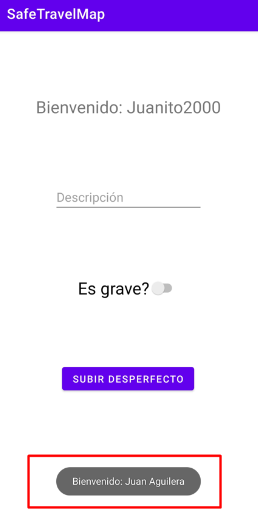 SafeTravelMap
Bienvenido: Juanito2000
Descripción
Es grave?
SUBIR DESPERFECTO
Bienvenido: Juan Aguilera